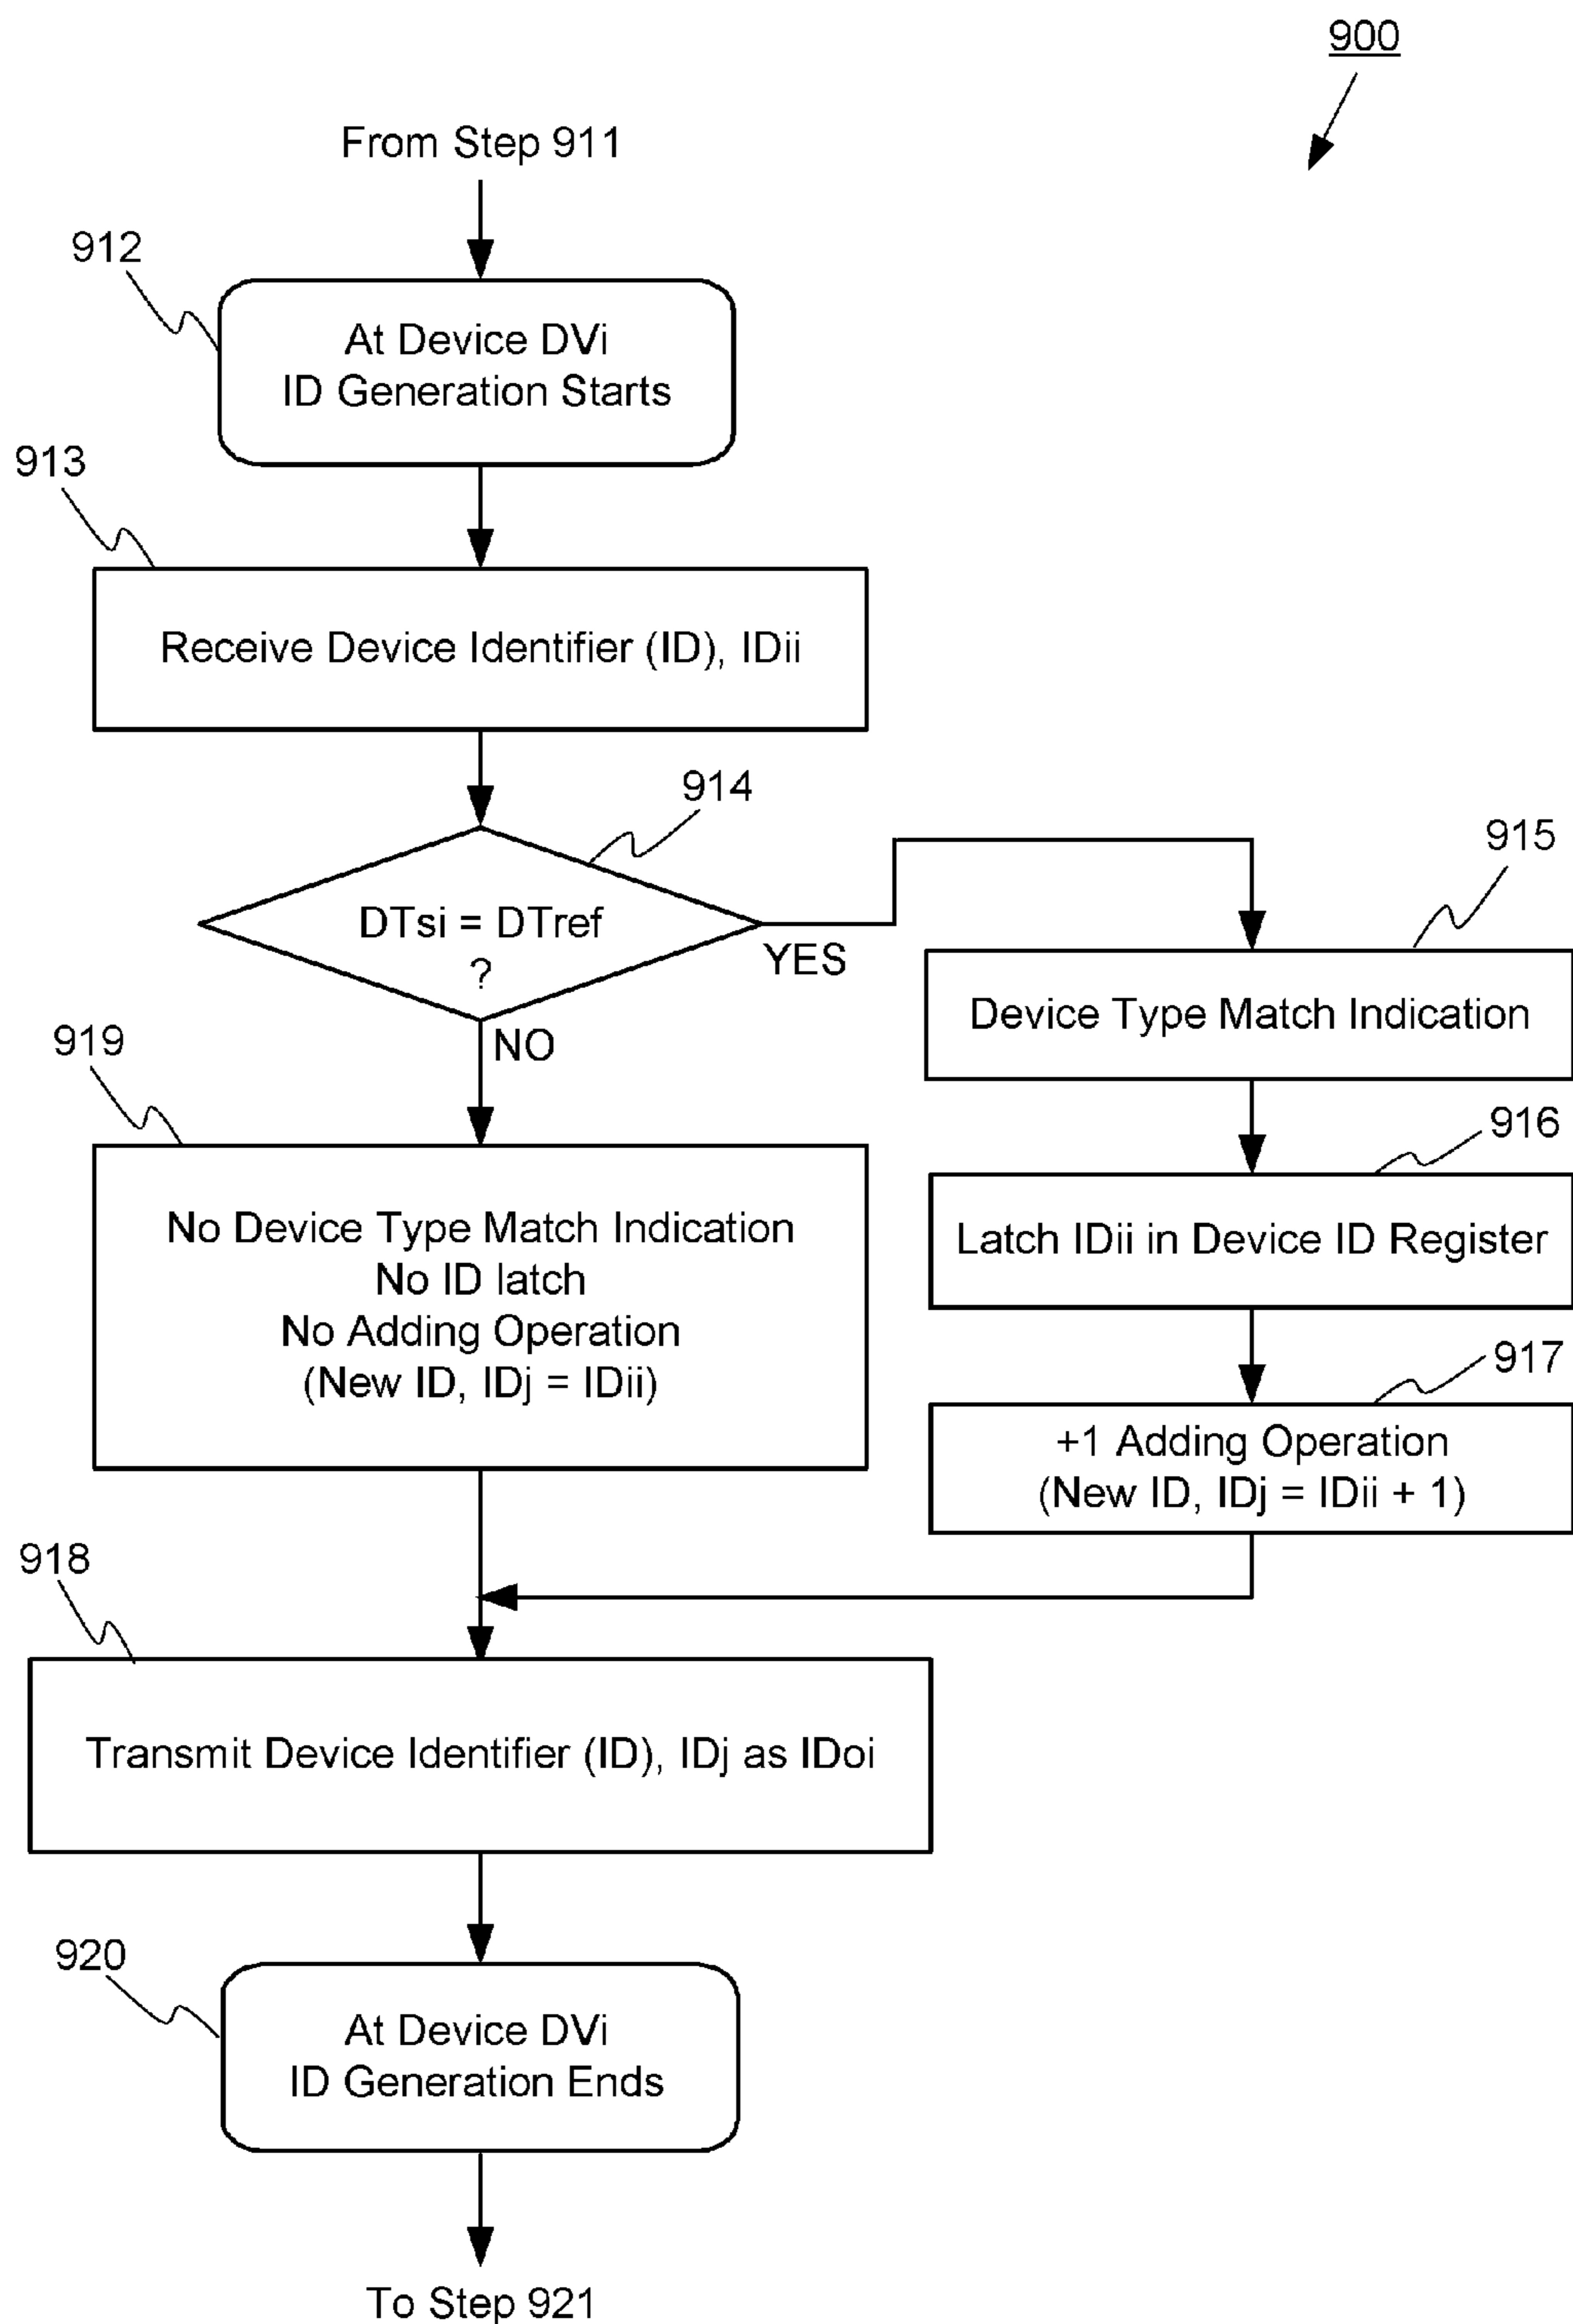 900
From Step 911
912
At Device DVi
ID Generation Starts
913
Receive Device Identifier (ID), IDii
914
DTsi = DTref
?
YES
NO
915
Device Type Match Indication
916
Latch IDii in Device ID Register
917
+1 Adding Operation
(New ID, IDj = IDii + 1)
919
No Device Type Match Indication
No ID latch
No Adding Operation
(New ID, IDj = IDii)
918
Transmit Device Identifier (ID), IDj as IDoi
920
At Device DVi
ID Generation Ends
To Step 921